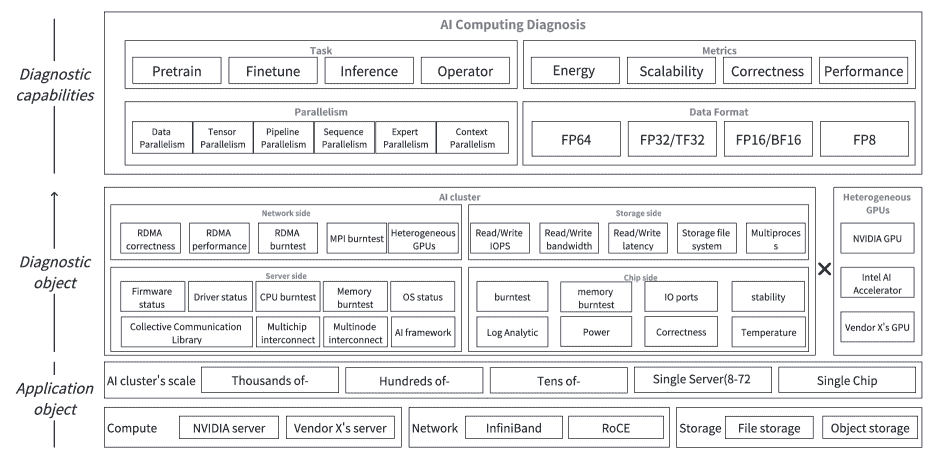 AI Computing Diagnosis
Diagnostic
capabilities
Task
Pretrain
Finetune
Inference
Operator
Metrics
Energy
Scalability
Correctness
Performance
Parallelism
Data
Parallelism
Tensor
Parallelism
Pipeline
Parallelism
Sequence
Parallelism
Expert
Parallelism
Context
Parallelism
Data Format
FP64
FP32/TF32
FP16/BF16
FP8
Diagnostic
object
AI cluster
Network side
RDMA
correctness
RDMA
performance
RDMA
burntest
MPI burntest
Heterogeneous
GPUs
Storage side
Read/Write
IOPS
Read/Write
bandwidth
Read/Write
latency
Storage file
system
Multiproces
s
Server side
Firmware
status
Driver status
CPU burntest
Memory
burntest
OS status
Collective Communication
Library
Multichip
interconnect
Multinode
interconnect
AI framework
Chip side
burntest
memory
burntest
IO ports
stability
Log Analytic
Power
Correctness
Temperature
×
Heterogeneous
GPUs
NVIDIA GPU
Intel AI
Accelerator
Vendor X's GPU
Application
object
AI cluster's scale
Thousands of-
Hundreds of-
Tens of-
Single Server(8-72
Single Chip
Compute
NVIDIA server
Vendor X's server
Network
InfiniBand
RoCE
Storage
File storage
Object storage